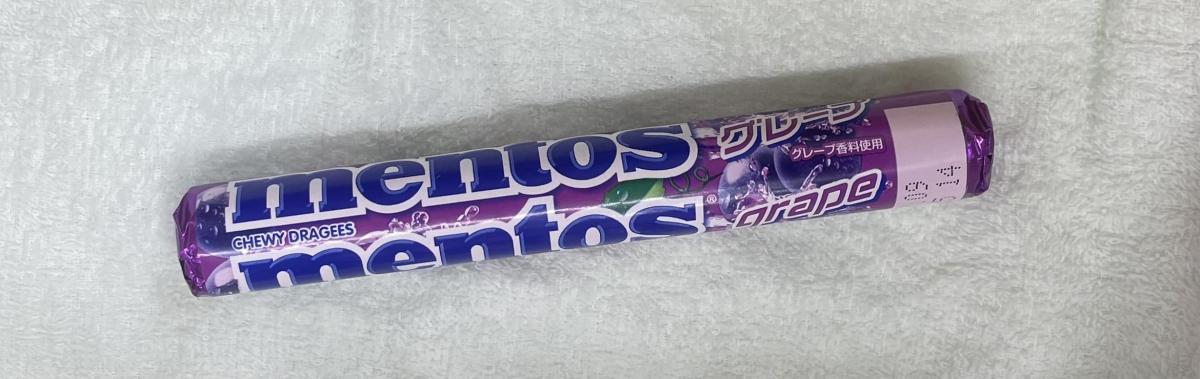 mentos
グレープ
グレープ香料使用
CHEWY DRAGEES
mentos®
grape